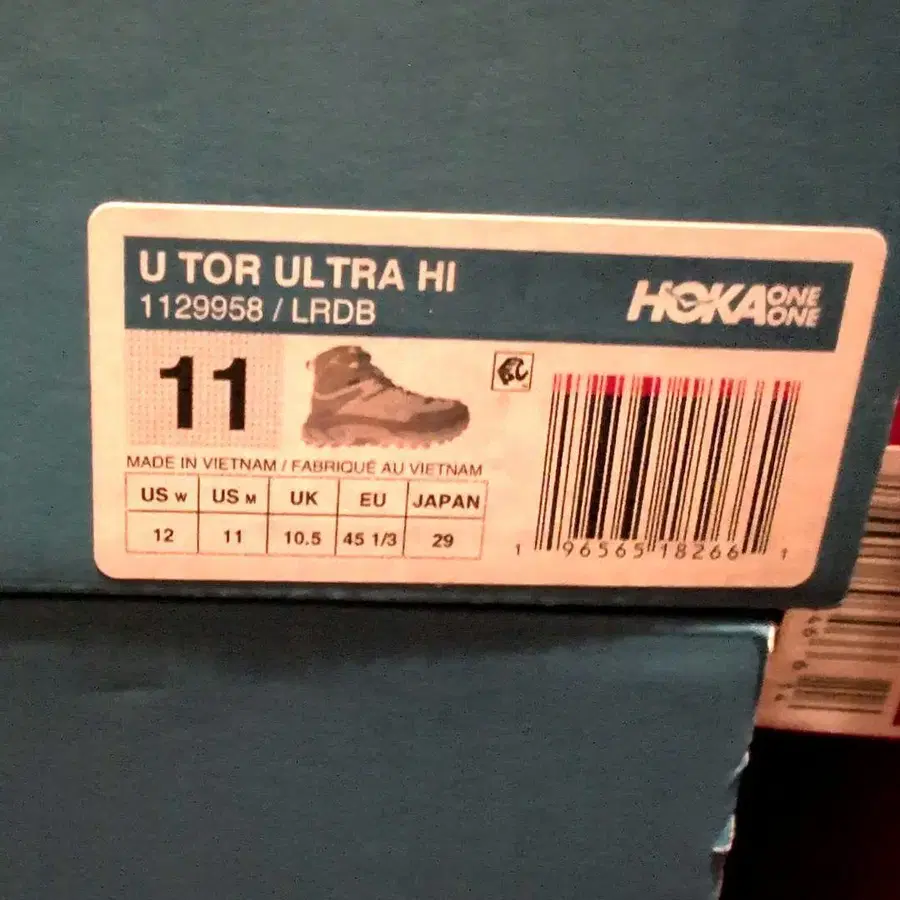 U TOR ULTRA HI
1129958 / LRDB
HOKA ONE ONE
11
MADE IN VIETNAM / FABRIQUÉ AU VIETNAM
US W US M UK EU JAPAN
12 11 10.5 45 1/3 29
1 96565 18266 1